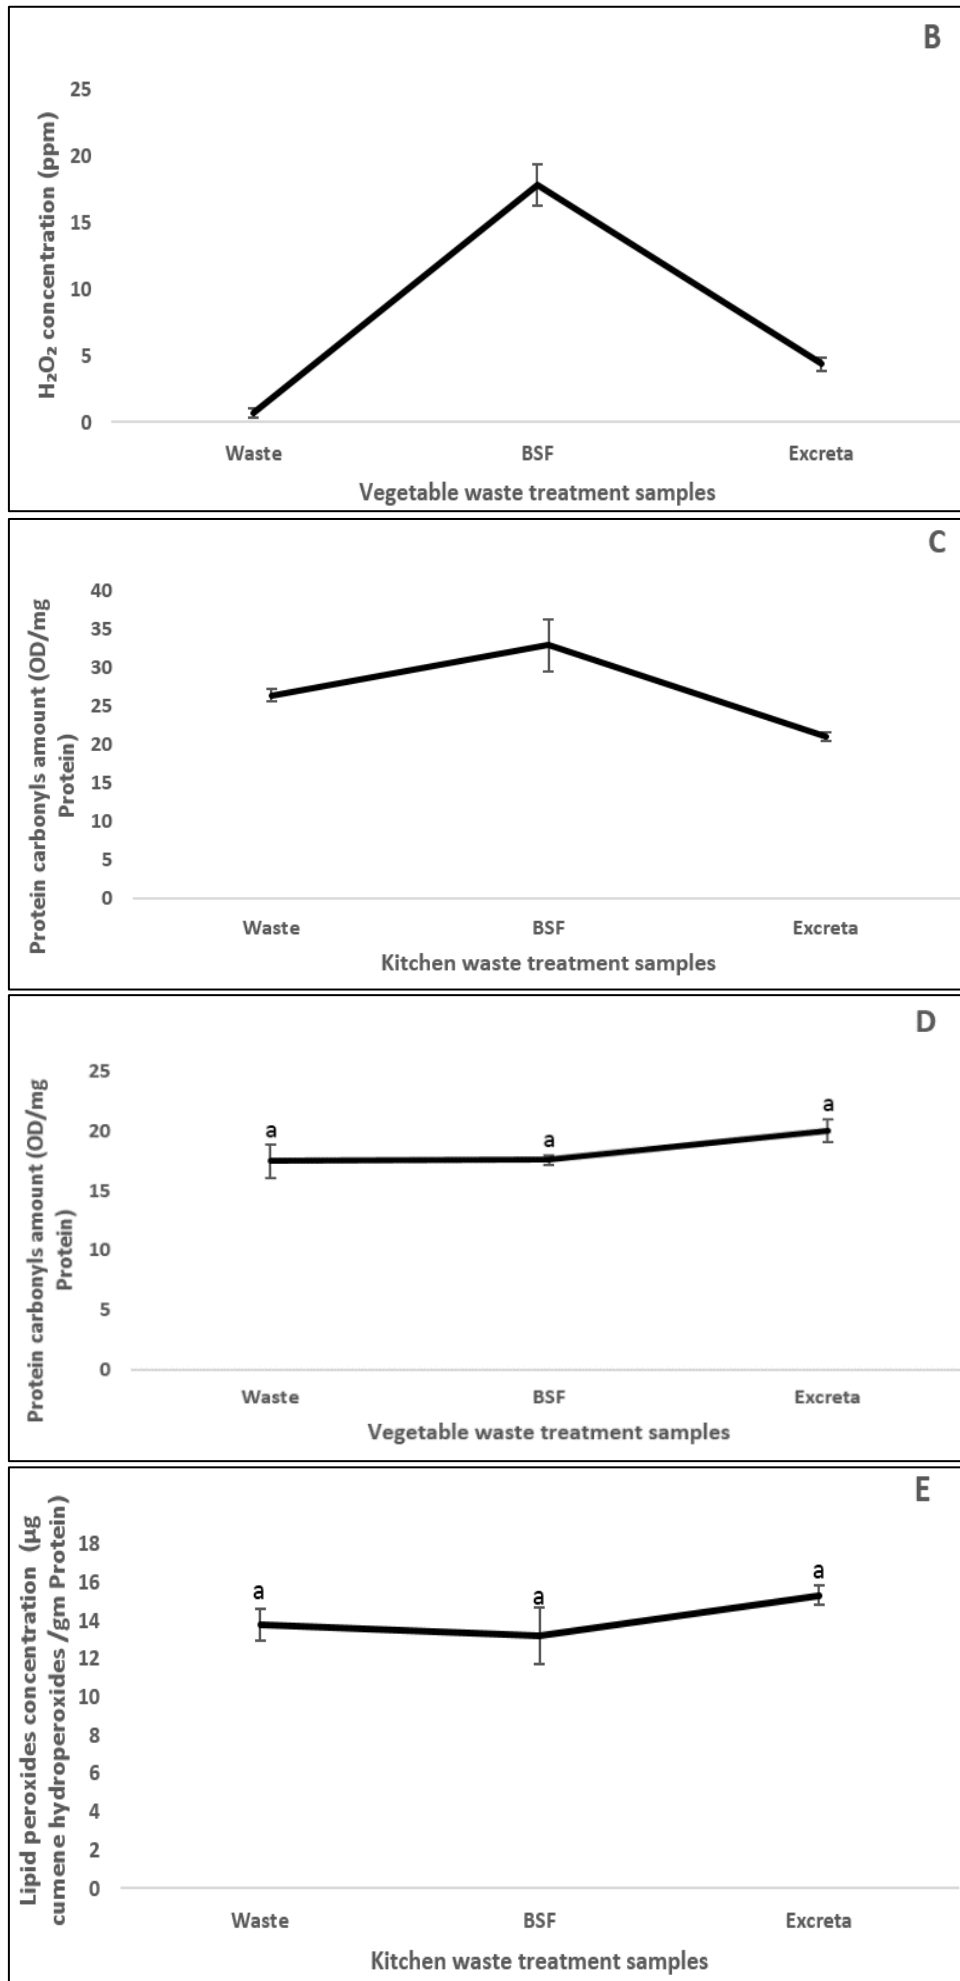 B
25
20
15
10
5
0
H₂O₂ concentration (ppm)
Waste BSF Excreta
Vegetable waste treatment samples
C
40
35
30
25
20
15
10
5
0
Protein carbonyls amount (OD/mg
Protein)
Waste BSF Excreta
Kitchen waste treatment samples
D
25
20
15
10
5
0
Protein carbonyls amount (OD/mg
Protein)
a a a
Waste BSF Excreta
Vegetable waste treatment samples
E
18
16
14
12
10
8
6
4
2
0
Lipid peroxides concentration (µg
cumene hydroperoxides /gm Protein)
a a a
Waste BSF Excreta
Kitchen waste treatment samples